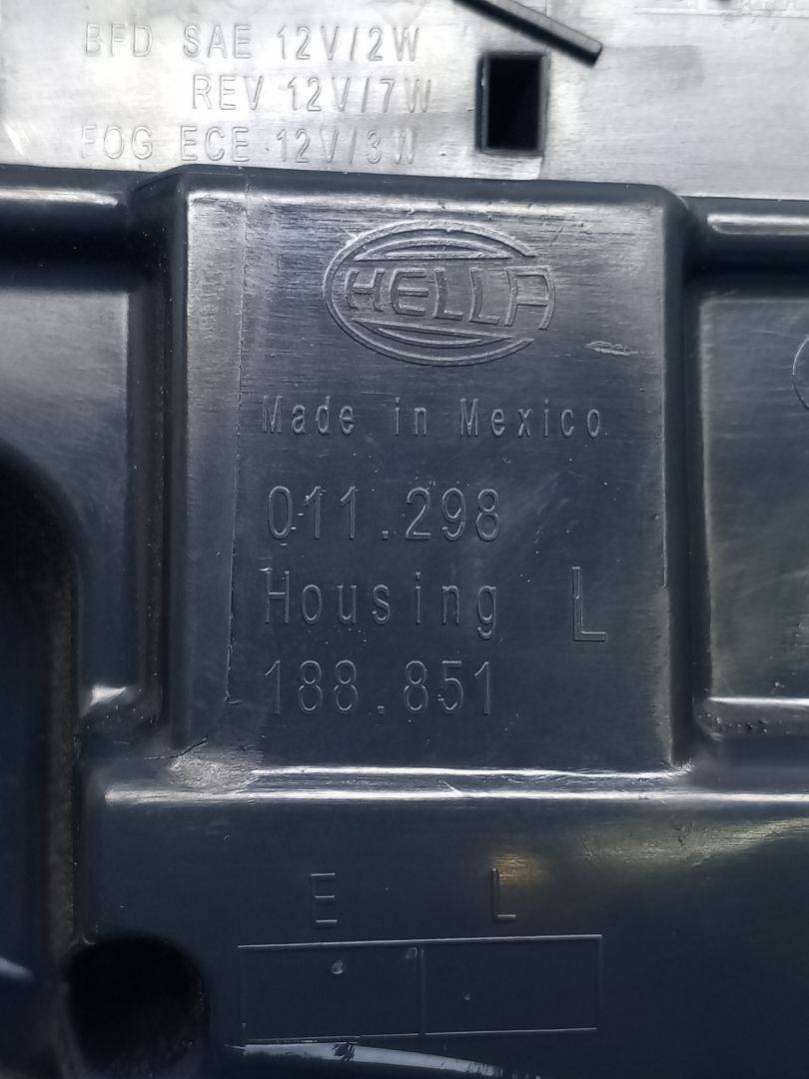 BFD SAE 12V/2W
REV 12V/7W
FOG ECE 12V/3W
HELLA
Made in Mexico
011.298
Housing L
188.851
E L